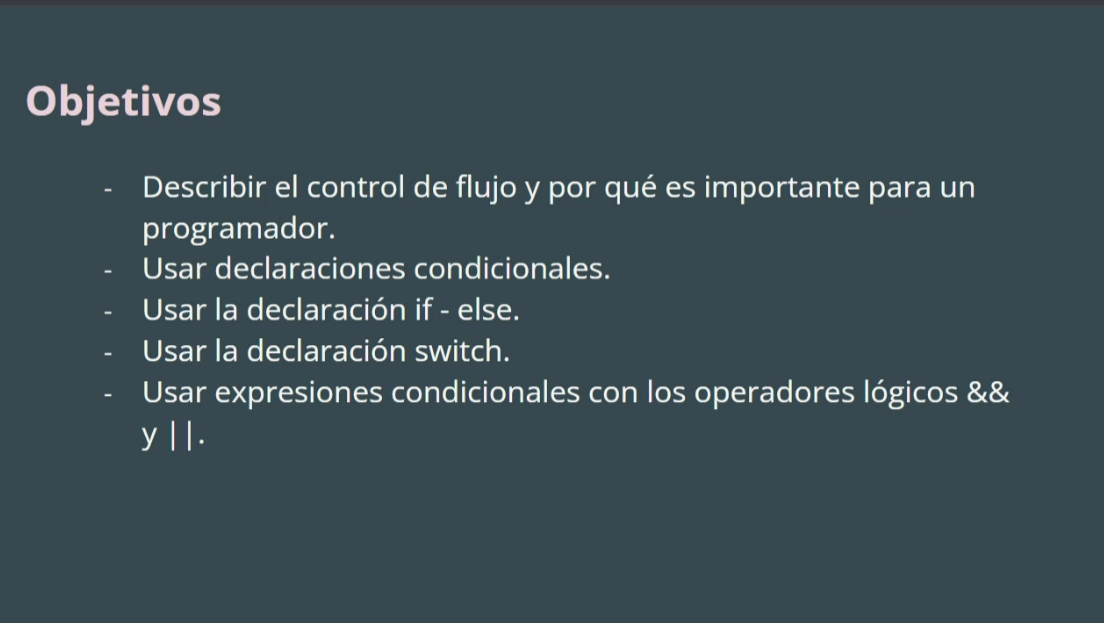 Objetivos
- Describir el control de flujo y por qué es importante para un
programador.
- Usar declaraciones condicionales.
- Usar la declaración if - else.
- Usar la declaración switch.
- Usar expresiones condicionales con los operadores lógicos &&
y ||.